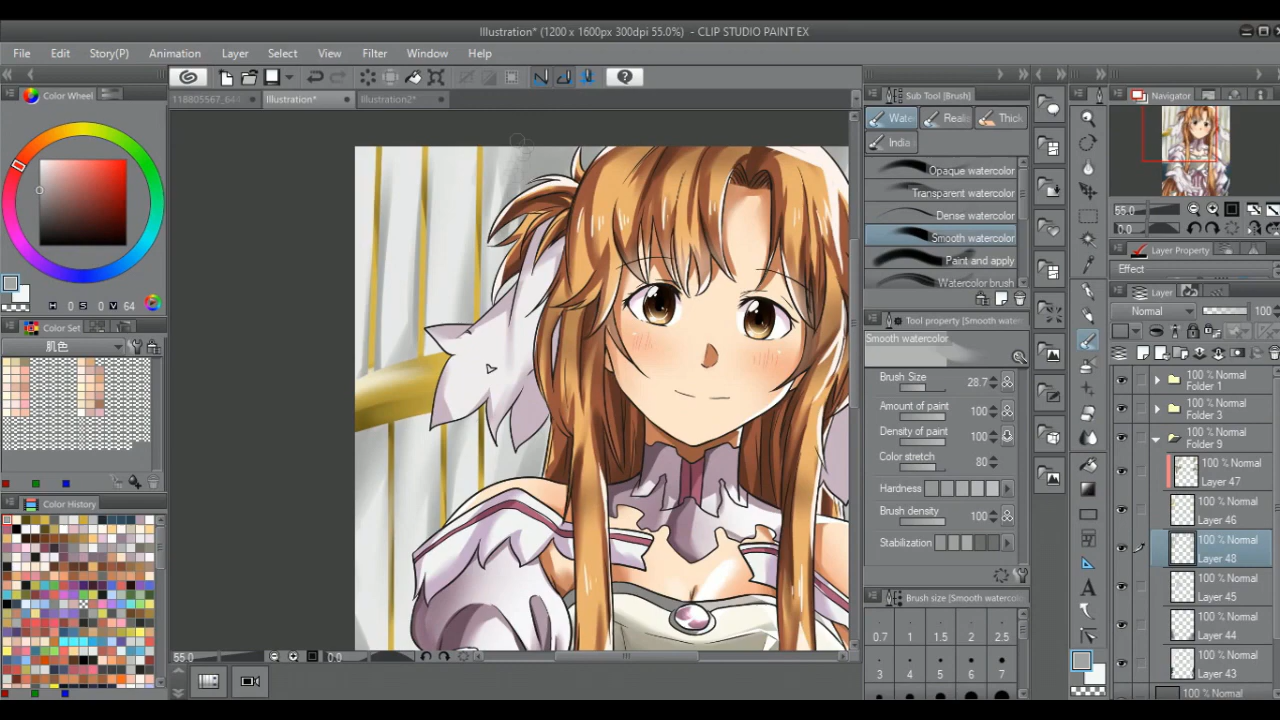 Illustration* (1200 x 1600px 300dpi 55.0%) - CLIP STUDIO PAINT EX
File Edit Story(P) Animation Layer Select View Filter Window Help
Color Wheel
118805567_64
Illustration*
Illustration2*
Sub Tool [Brush]
Navigator
Wate
Realis
Thick
India
Opaque watercolor
Transparent watercolor
Dense watercolor
Smooth watercolor
Paint and apply
Watercolor brush
55.0
0.0
Layer Property
Effect
H 0 S 0 V 64
Color Set
肌色
Tool property [Smooth wate
Smooth watercolor
Brush Size 28.7
Amount of paint 100
Density of paint 100
Color stretch 80
Hardness
Brush density 100
Stabilization
Layer
Normal 100
100 % Normal
Folder 1
100 % Normal
Folder 3
100 % Normal
Folder 9
100 % Normal
Layer 47
100 % Normal
Layer 46
100 % Normal
Layer 48
100 % Normal
Layer 45
100 % Normal
Layer 44
100 % Normal
Layer 43
100 % Normal
Color History
Brush size [Smooth watercolo
0.7 1 1.5 2 2.5
3 4 5 6 7
55.0 0.0